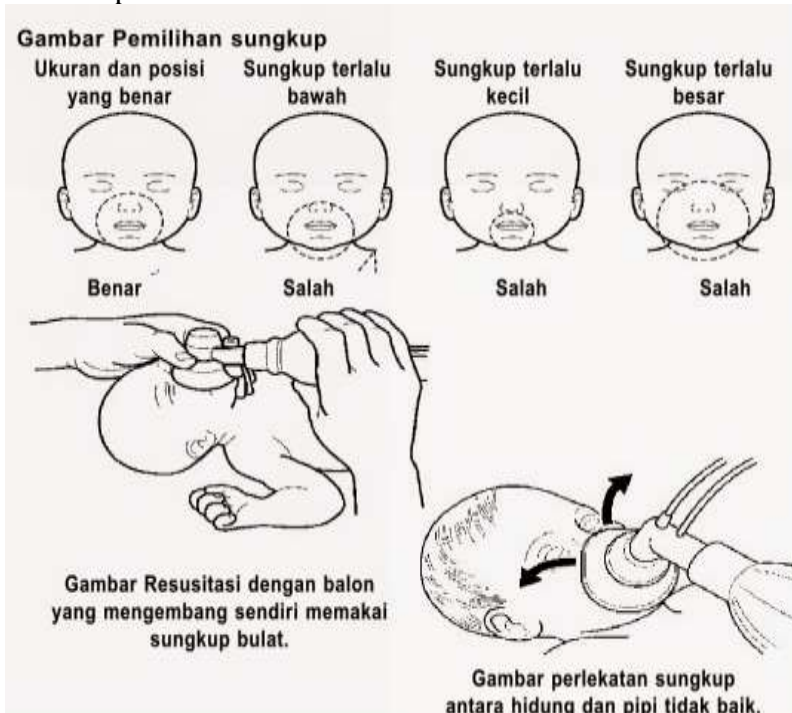 Gambar Pemilihan sungkup
Ukuran dan posisi
yang benar
Sungkup terlalu
bawah
Sungkup terlalu
kecil
Sungkup terlalu
besar
Benar
Salah
Salah
Salah
Gambar Resusitasi dengan balon
yang mengembang sendiri memakai
sungkup bulat.
Gambar perlekatan sungkup
antara hidung dan pipi tidak baik.